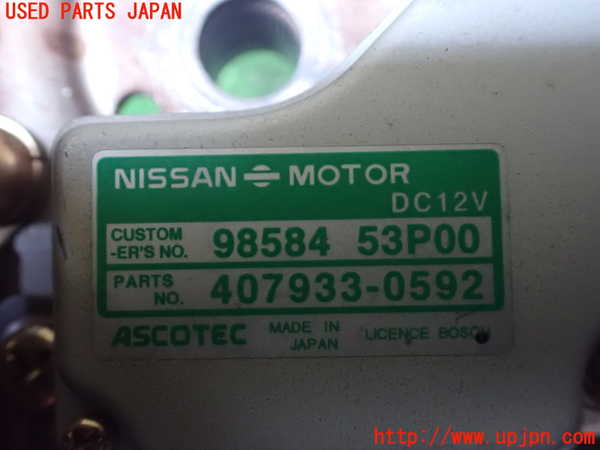 USED PARTS JAPAN
NISSAN MOTOR
DC12V
CUSTOM
-ER'S NO. 98584 53P00
PARTS
NO. 407933-0592
ASCOTEC MADE IN
JAPAN LICENCE BOSCH
http://www.upjpn.com/